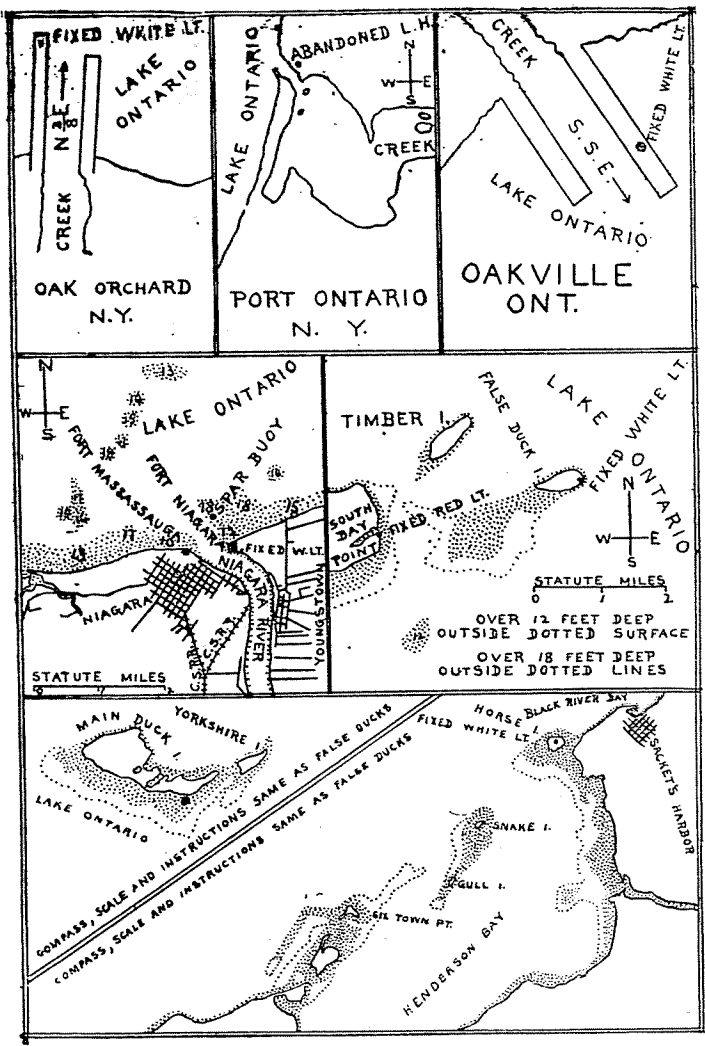 FIXED WHITE LT.
LAKE
ONTARIO
CREEK
OAK ORCHARD
N.Y.
LAKE ONTARIO
ABANDONED L.H.
N
W E
S
CREEK
PORT ONTARIO
N. Y.
CREEK
FIXED WHITE LT.
S.S.E.
LAKE ONTARIO
OAKVILLE
ONT.
N
W E
S
LAKE ONTARIO
FORT MASSASSAUGA
FORT NIAGARA
SPAR BUOY
FIXED W. LT.
NIAGARA
NIAGARA RIVER
YOUNGSTOWN
C.S.R.R.
C.S.R.R.
STATUTE MILES
TIMBER I.
FALSE DUCK I.
LAKE
ONTARIO
FIXED WHITE LT.
SOUTH
BAY
POINT
FIXED RED LT.
N
W E
S
STATUTE MILES
0 1 2
OVER 12 FEET DEEP
OUTSIDE DOTTED SURFACE
OVER 18 FEET DEEP
OUTSIDE DOTTED LINES
MAIN DUCK I.
YORKSHIRE I.
LAKE ONTARIO
COMPASS, SCALE AND INSTRUCTIONS SAME AS FALSE DUCKS
COMPASS, SCALE AND INSTRUCTIONS SAME AS FALSE DUCKS
HORSE I.
FIXED WHITE LT.
BLACK RIVER BAY
SACKET'S HARBOR
SNAKE I.
GULL I.
SIX TOWN PT.
HENDERSON BAY